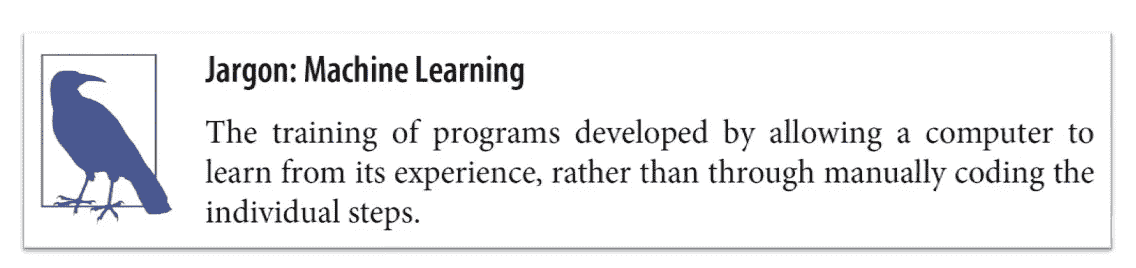 Jargon: Machine Learning
The training of programs developed by allowing a computer to
learn from its experience, rather than through manually coding the
individual steps.